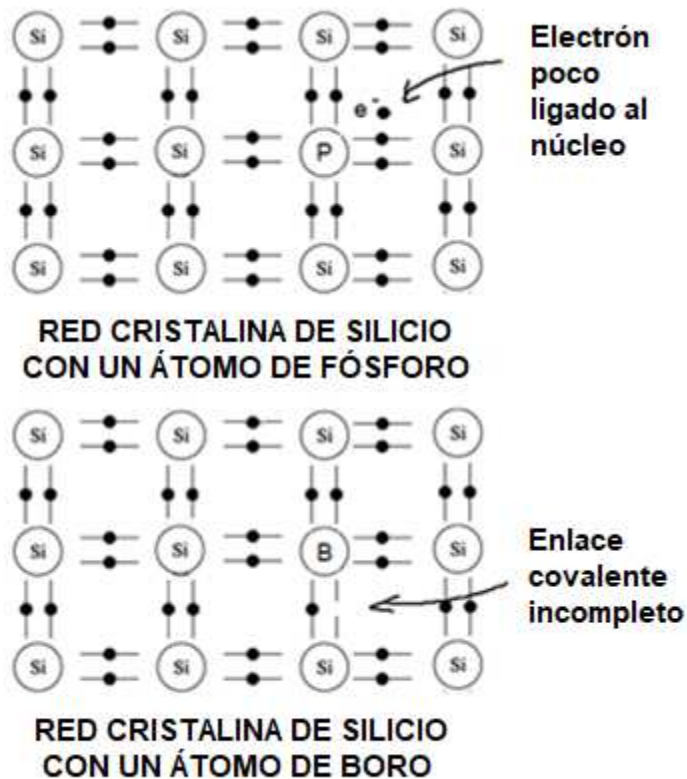 Si Si Si Si
Electrón
poco
ligado al
núcleo
e-
Si Si P Si
Si Si Si Si
RED CRISTALINA DE SILICIO
CON UN ÁTOMO DE FÓSFORO
Si Si Si Si
Si Si B Si
Enlace
covalente
incompleto
Si Si Si Si
RED CRISTALINA DE SILICIO
CON UN ÁTOMO DE BORO